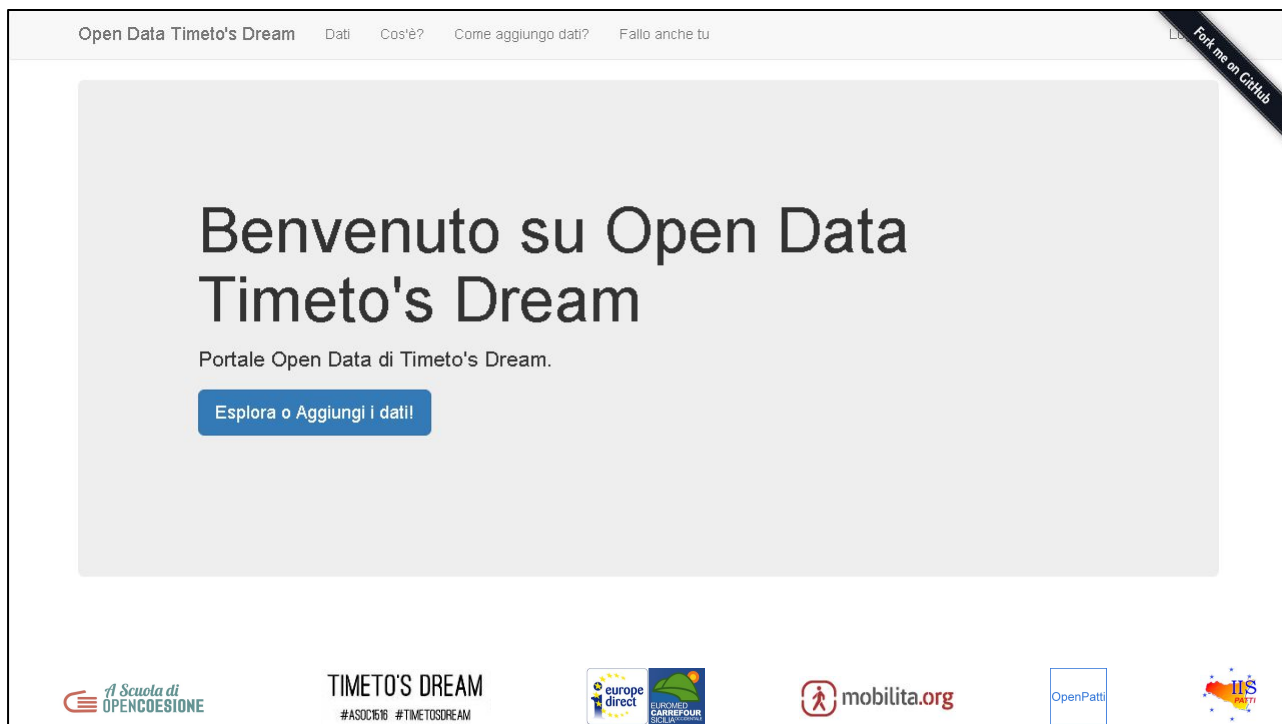 Open Data Timeto's Dream Dati Cos'è? Come aggiungo dati? Fallo anche tu
Fork me on GitHub
Benvenuto su Open Data
Timeto's Dream
Portale Open Data di Timeto's Dream.
Esplora o Aggiungi i dati!
A Scuola di
OPENCOESIONE
TIMETO'S DREAM
#ASOC1516 #TIMETOSDREAM
europe
direct
EUROMED
CARREFOUR
SICILIA OCCIDENTALE
mobilita.org
OpenPatti
IIS
PATTI